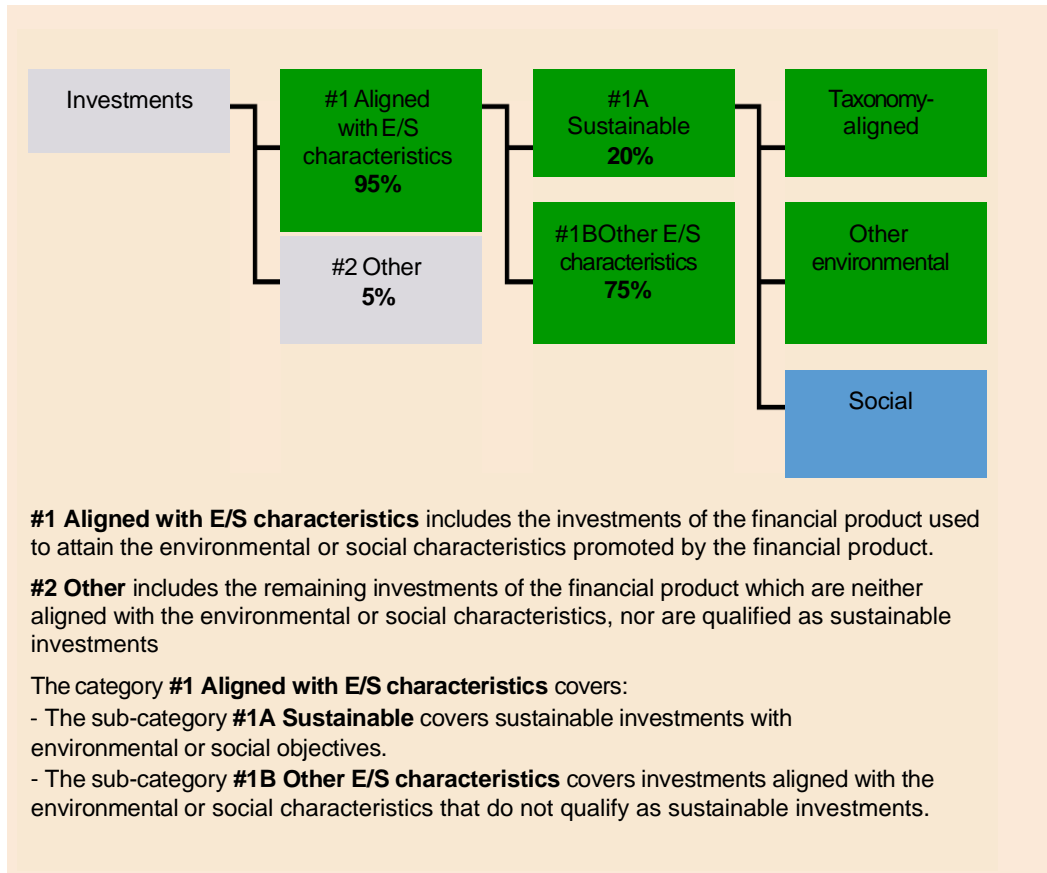 Investments
#1 Aligned
with E/S
characteristics
95%
#2 Other
5%
#1A
Sustainable
20%
#1BOther E/S
characteristics
75%
Taxonomy-
aligned
Other
environmental
Social
#1 Aligned with E/S characteristics includes the investments of the financial product used
to attain the environmental or social characteristics promoted by the financial product.
#2 Other includes the remaining investments of the financial product which are neither
aligned with the environmental or social characteristics, nor are qualified as sustainable
investments
The category #1 Aligned with E/S characteristics covers:
- The sub-category #1A Sustainable covers sustainable investments with
environmental or social objectives.
- The sub-category #1B Other E/S characteristics covers investments aligned with the
environmental or social characteristics that do not qualify as sustainable investments.